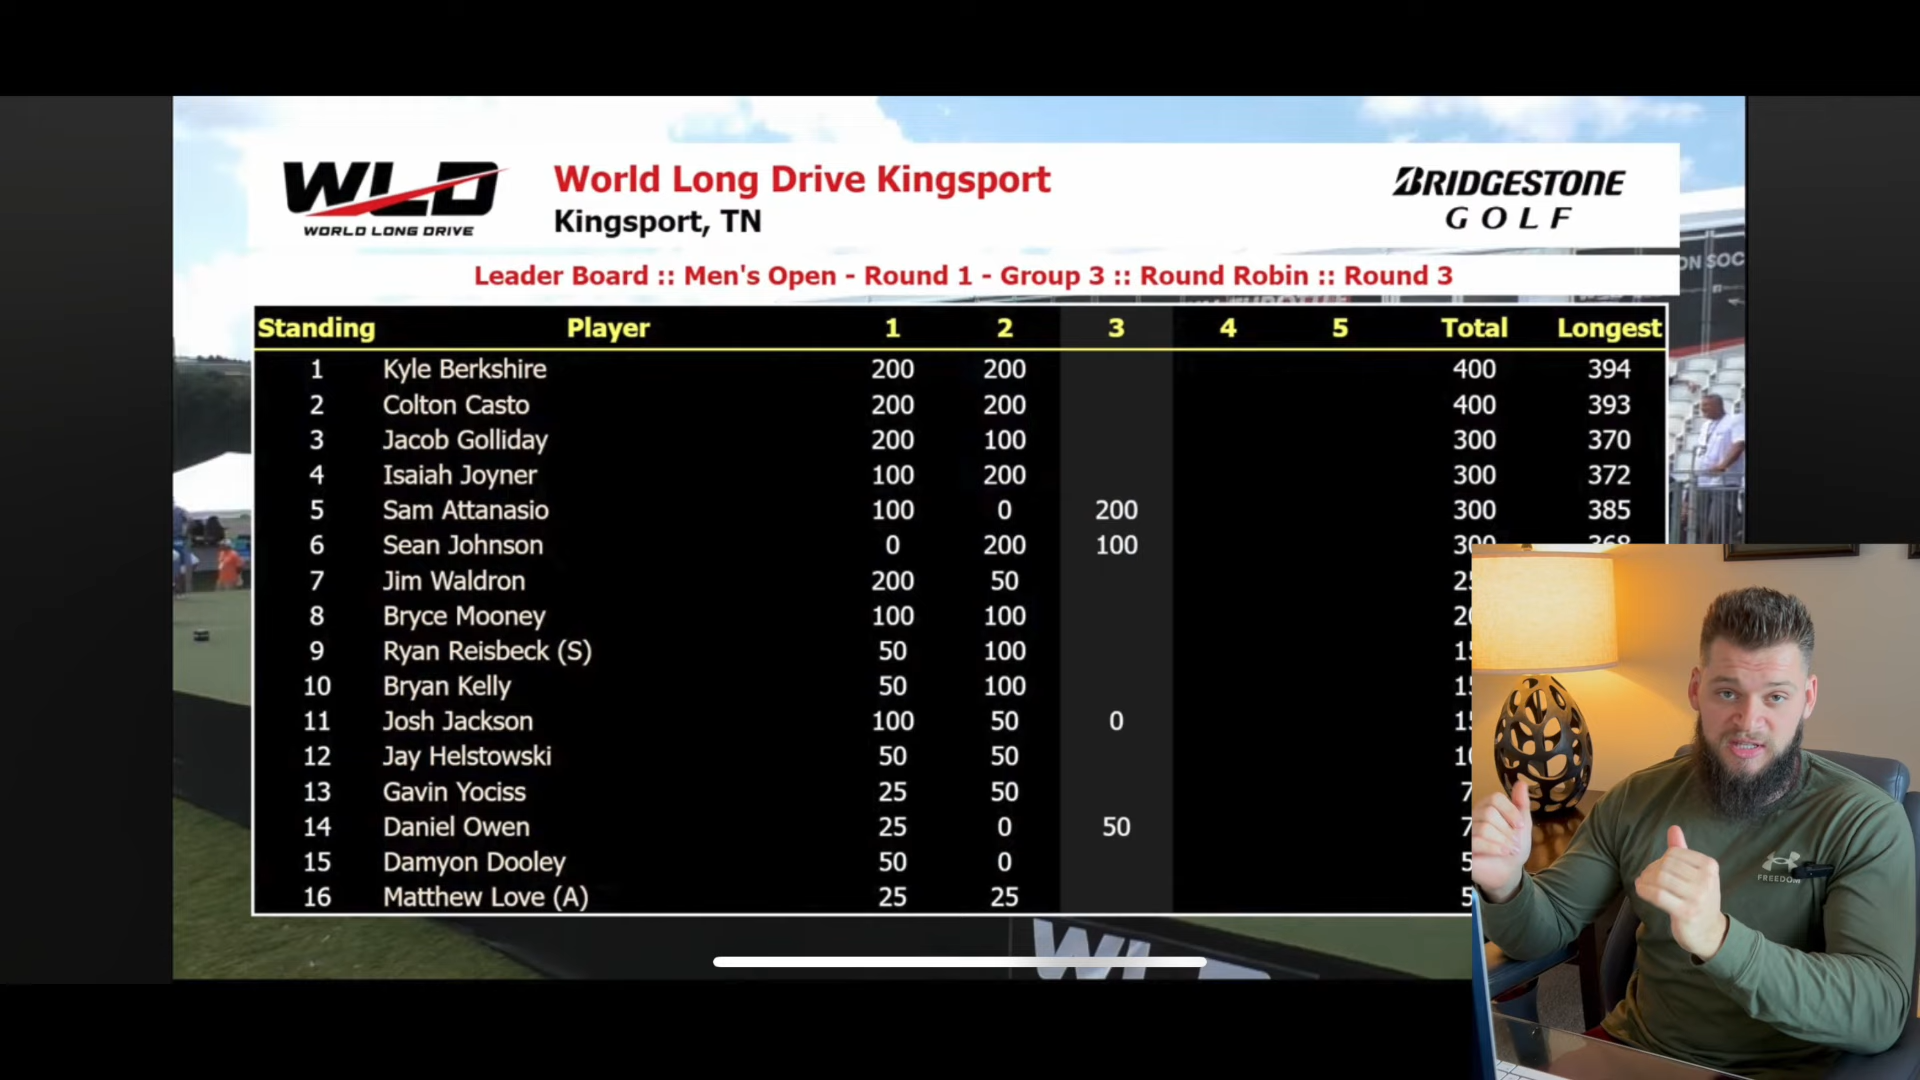 WLD
WORLD LONG DRIVE
World Long Drive Kingsport
Kingsport, TN
BRIDGESTONE
GOLF
Leader Board :: Men's Open - Round 1 - Group 3 :: Round Robin :: Round 3
Standing Player 1 2 3 4 5 Total Longest
1 Kyle Berkshire 200 200 400 394
2 Colton Casto 200 200 400 393
3 Jacob Golliday 200 100 300 370
4 Isaiah Joyner 100 200 300 372
5 Sam Attanasio 100 0 200 300 385
6 Sean Johnson 0 200 100 300 368
7 Jim Waldron 200 50
8 Bryce Mooney 100 100
9 Ryan Reisbeck (S) 50 100
10 Bryan Kelly 50 100
11 Josh Jackson 100 50 0
12 Jay Helstowski 50 50
13 Gavin Yociss 25 50
14 Daniel Owen 25 0 50
15 Damyon Dooley 50 0
16 Matthew Love (A) 25 25
FREEDOM